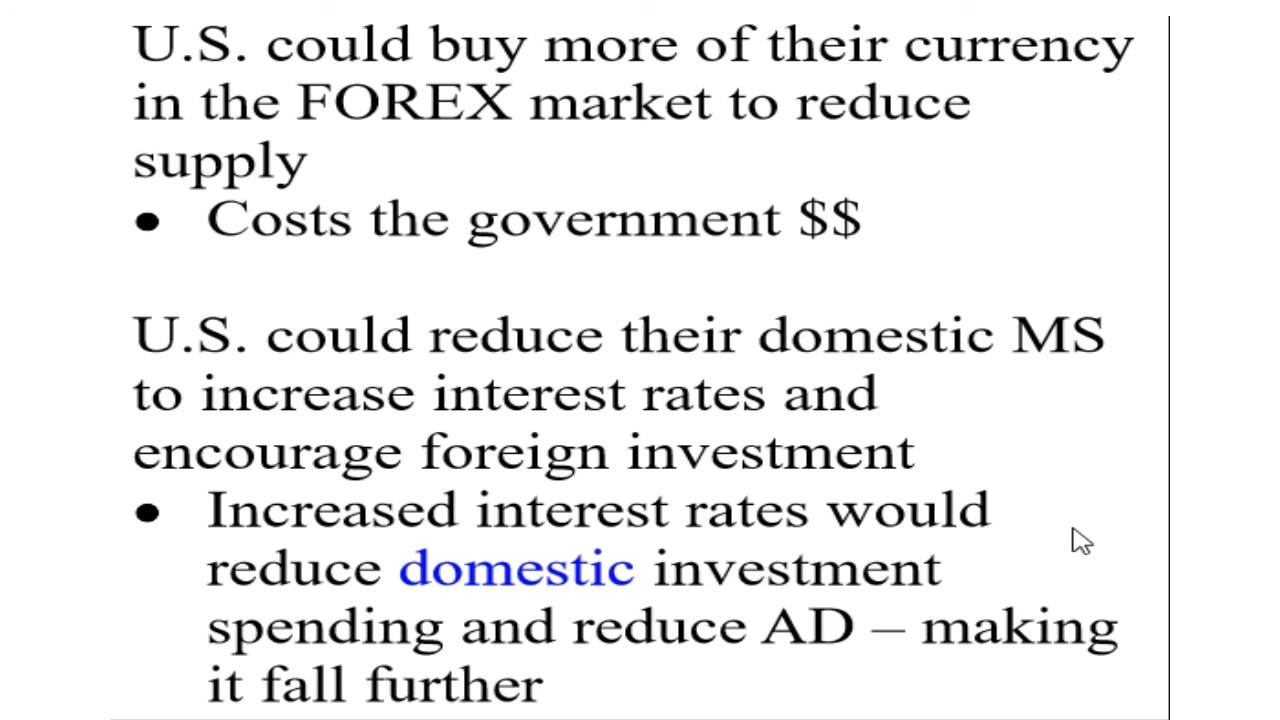 U.S. could buy more of their currency
in the FOREX market to reduce
supply
● Costs the government $$
U.S. could reduce their domestic MS
to increase interest rates and
encourage foreign investment
● Increased interest rates would
reduce domestic investment
spending and reduce AD – making
it fall further